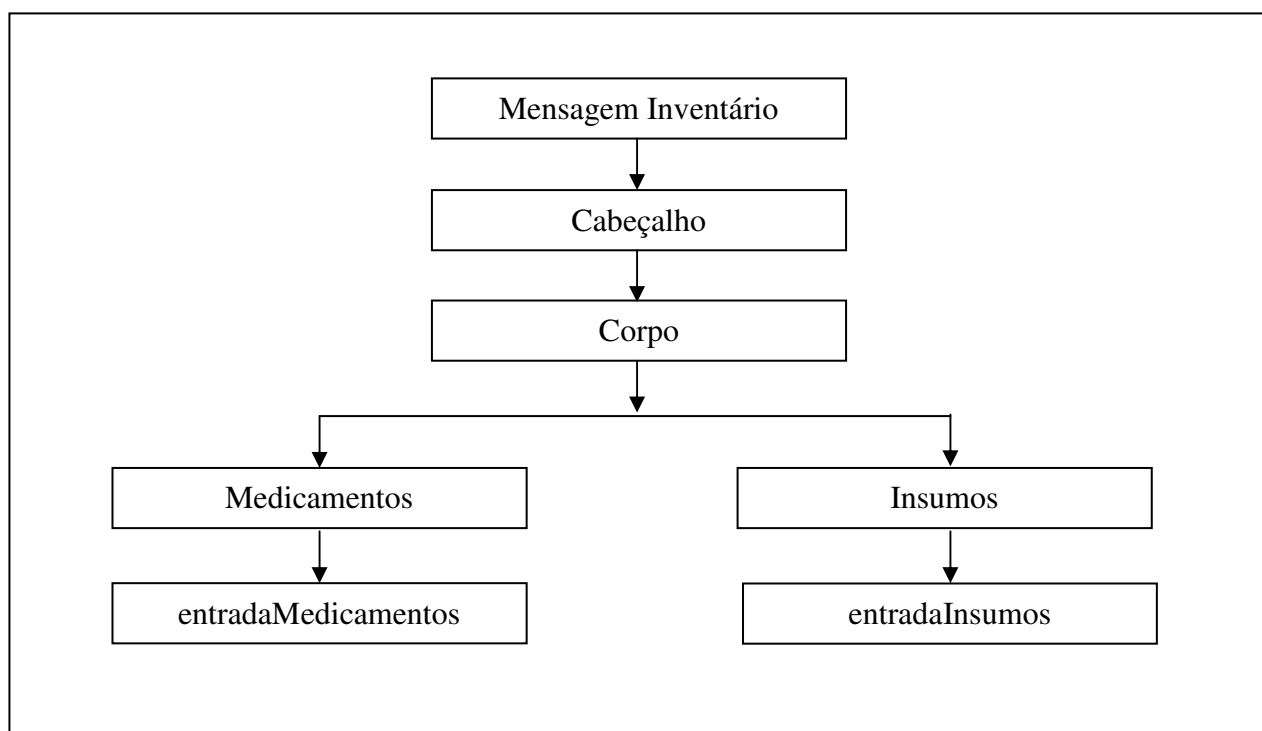 Mensagem Inventário
Cabeçalho
Corpo
Medicamentos
Insumos
entradaMedicamentos
entradaInsumos